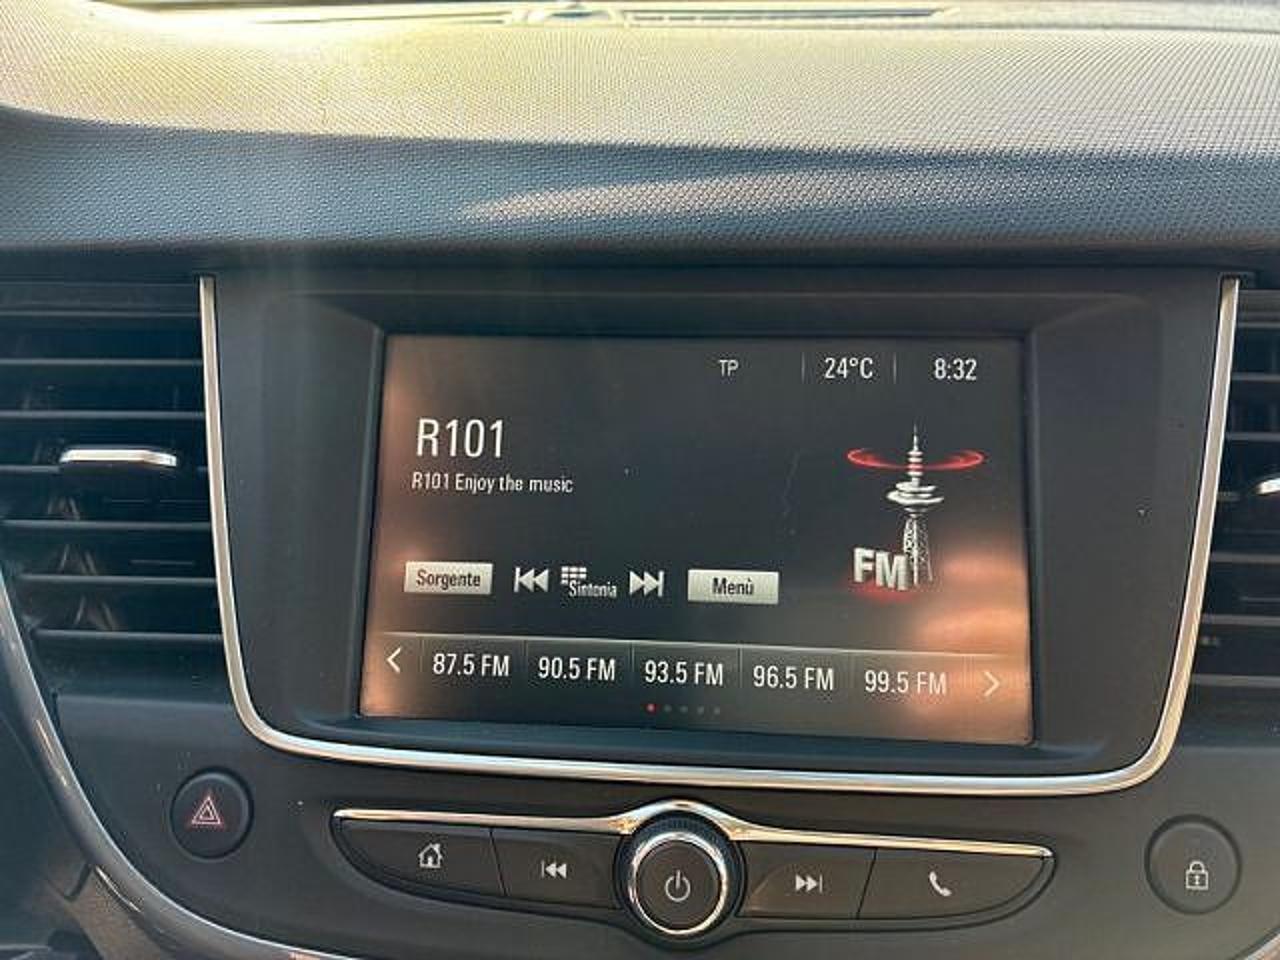 TP 24°C 8:32
R101
R101 Enjoy the music
FM
Sorgente Sintonia Menù
87.5 FM 90.5 FM 93.5 FM 96.5 FM 99.5 FM